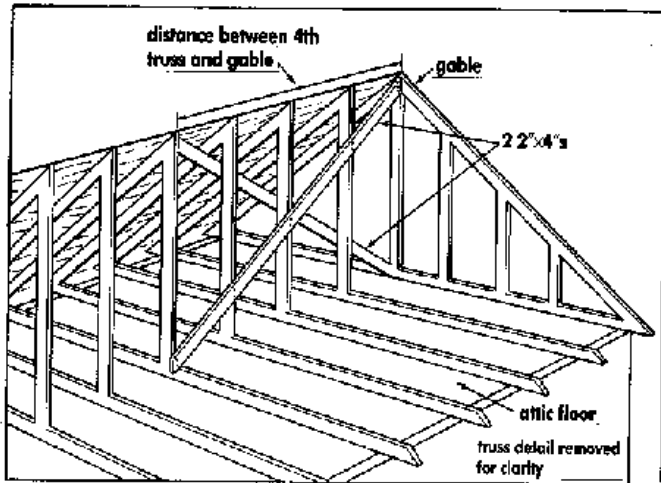 distance between 4th
truss and gable
gable
2 2"x4"s
attic floor
truss detail removed
for clarity